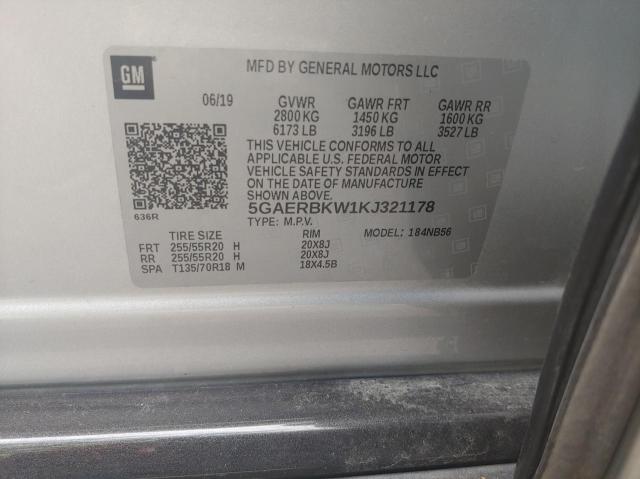 GM
MFD BY GENERAL MOTORS LLC
06/19 GVWR GAWR FRT GAWR RR
2800 KG 1450 KG 1600 KG
6173 LB 3196 LB 3527 LB
THIS VEHICLE CONFORMS TO ALL
APPLICABLE U.S. FEDERAL MOTOR
VEHICLE SAFETY STANDARDS IN EFFECT
ON THE DATE OF MANUFACTURE SHOWN ABOVE.
5GAERBKW1KJ321178
636R
TYPE: M.P.V. MODEL: 184NB56
TIRE SIZE RIM
FRT 255/55R20 H 20X8J
RR 255/55R20 H 20X8J
SPA T135/70R18 M 18X4.5B